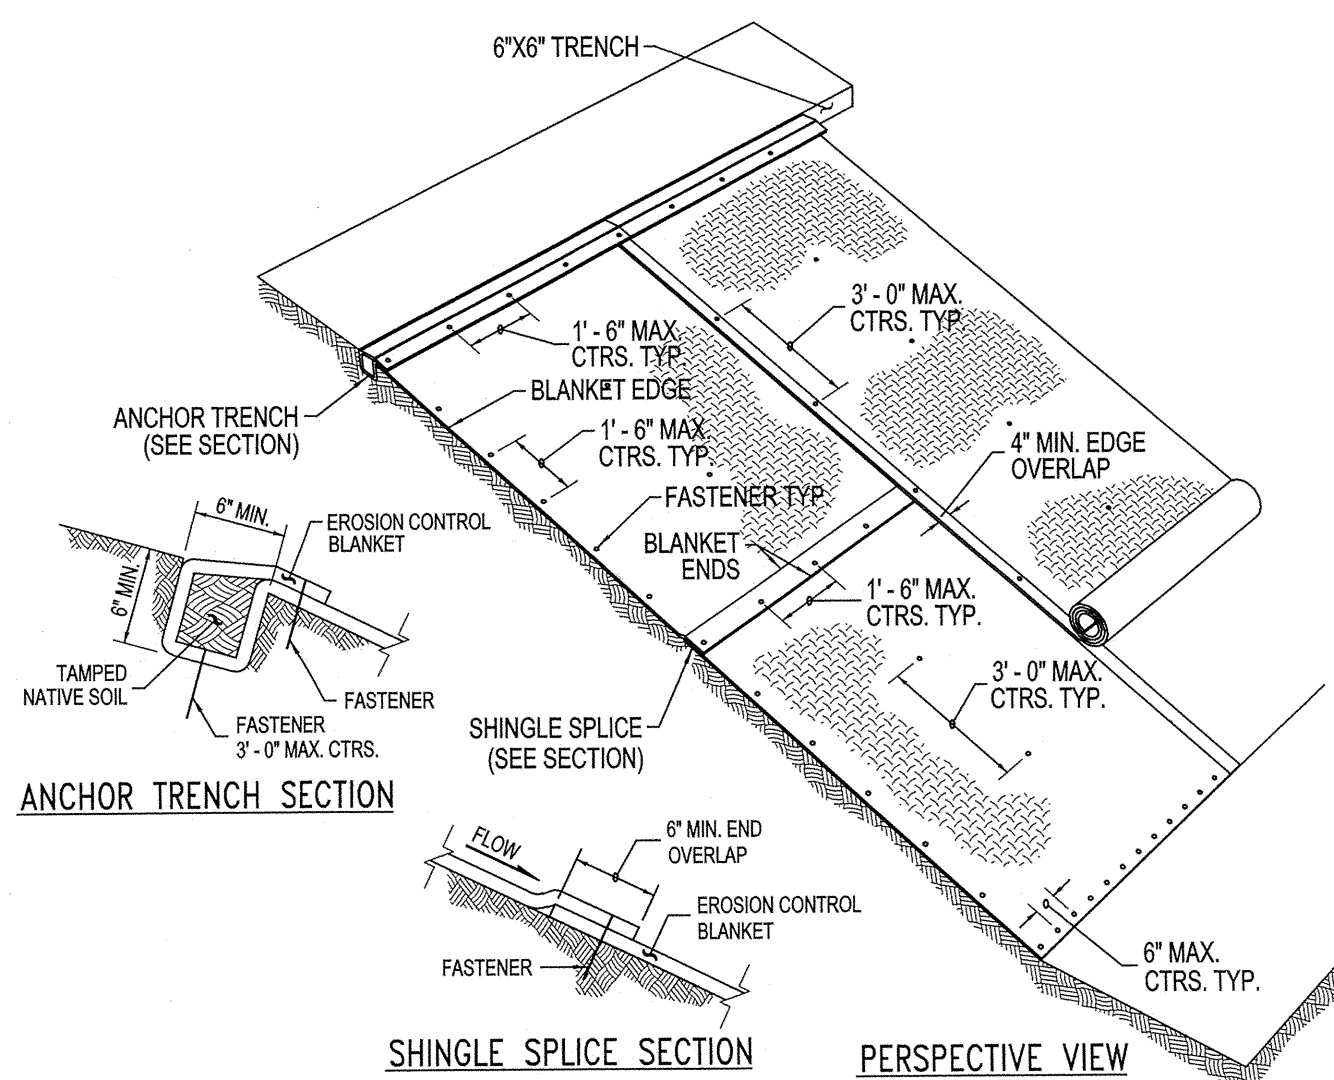 6"X6" TRENCH
3' - 0" MAX.
CTRS. TYP.
1' - 6" MAX.
CTRS. TYP.
BLANKET EDGE
ANCHOR TRENCH
(SEE SECTION)
1' - 6" MAX.
CTRS. TYP.
4" MIN. EDGE
OVERLAP
FASTENER TYP.
BLANKET
ENDS
1' - 6" MAX.
CTRS. TYP.
3' - 0" MAX.
CTRS. TYP.
SHINGLE SPLICE
(SEE SECTION)
6" MAX.
CTRS. TYP.
PERSPECTIVE VIEW
6" MIN.
EROSION CONTROL
BLANKET
6" MIN.
TAMPED
NATIVE SOIL
FASTENER
FASTENER
3' - 0" MAX. CTRS.
ANCHOR TRENCH SECTION
FLOW
6" MIN. END
OVERLAP
EROSION CONTROL
BLANKET
FASTENER
SHINGLE SPLICE SECTION